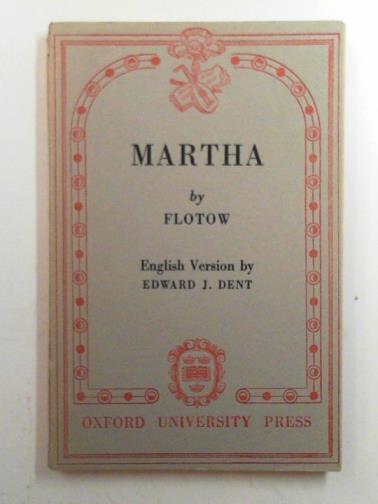 MARTHA
by
FLOTOW
English Version by
EDWARD J. DENT
OXFORD UNIVERSITY PRESS